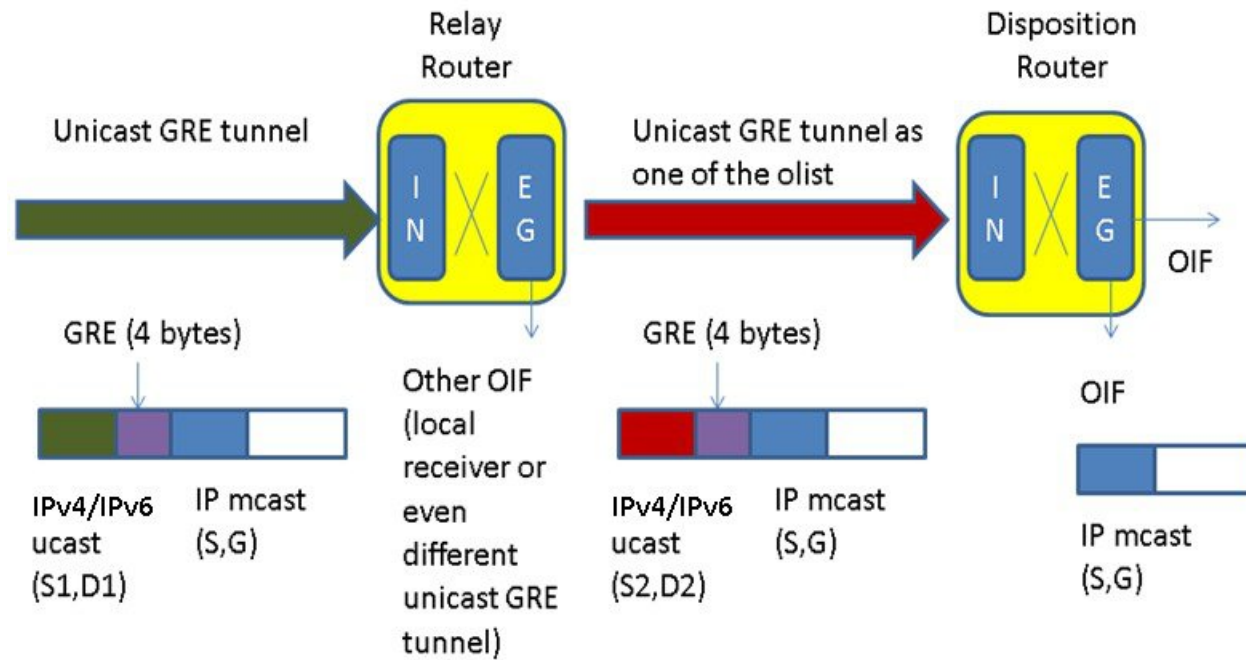 Relay
Router
Disposition
Router
Unicast GRE tunnel
Unicast GRE tunnel as
one of the olist
I
N
E
G
I
N
E
G
OIF
GRE (4 bytes)
GRE (4 bytes)
Other OIF
(local
receiver or
even
different
unicast GRE
tunnel)
OIF
IPv4/IPv6
ucast
(S1,D1)
IP mcast
(S,G)
IPv4/IPv6
ucast
(S2,D2)
IP mcast
(S,G)
IP mcast
(S,G)